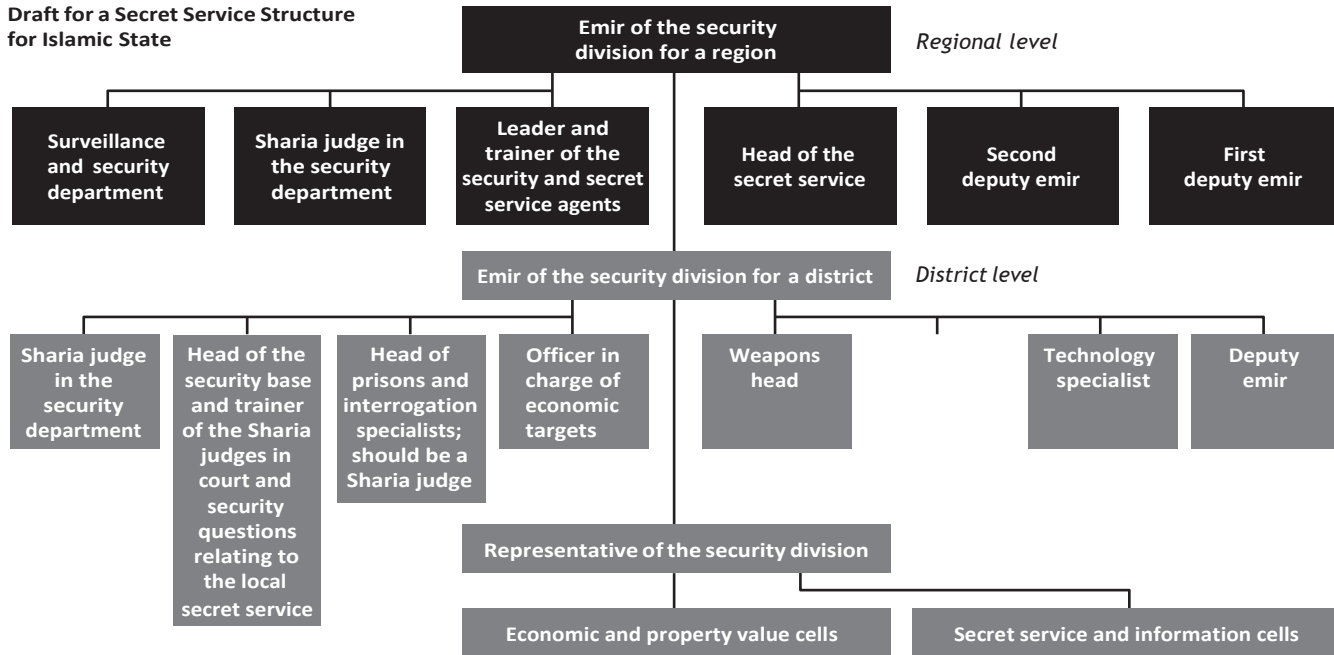 Draft for a Secret Service Structure
for Islamic State
Emir of the security
division for a region
Regional level
Surveillance
and security
department
Sharia judge in
the security
department
Leader and
trainer of the
security and secret
service agents
Head of the
secret service
Second
deputy emir
First
deputy emir
Emir of the security division for a district
District level
Sharia judge
in the
security
department
Head of the
security base
and trainer
of the Sharia
judges in
court and
security
questions
relating to
the local
secret service
Head of
prisons and
interrogation
specialists;
should be a
Sharia judge
Officer in
charge of
economic
targets
Weapons
head
Technology
specialist
Deputy
emir
Representative of the security division
Economic and property value cells
Secret service and information cells